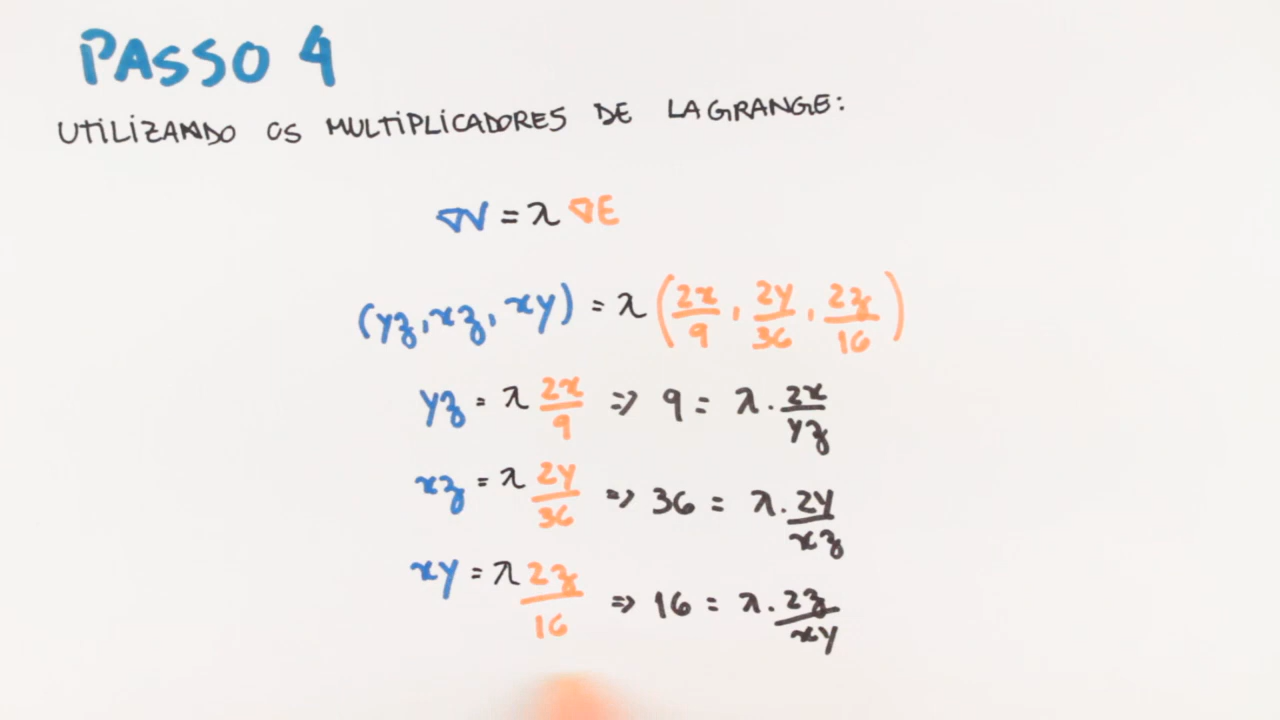 PASSO 4
UTILIZANDO OS MULTIPLICADORES DE LAGRANGE:
∇V = λ ∇E
(yz, xz, xy) = λ (2x/9, 2y/36, 2z/16)
yz = λ 2x/9 => 9 = λ . 2x/yz
xz = λ 2y/36 => 36 = λ . 2y/xz
xy = λ 2z/16 => 16 = λ . 2z/xy